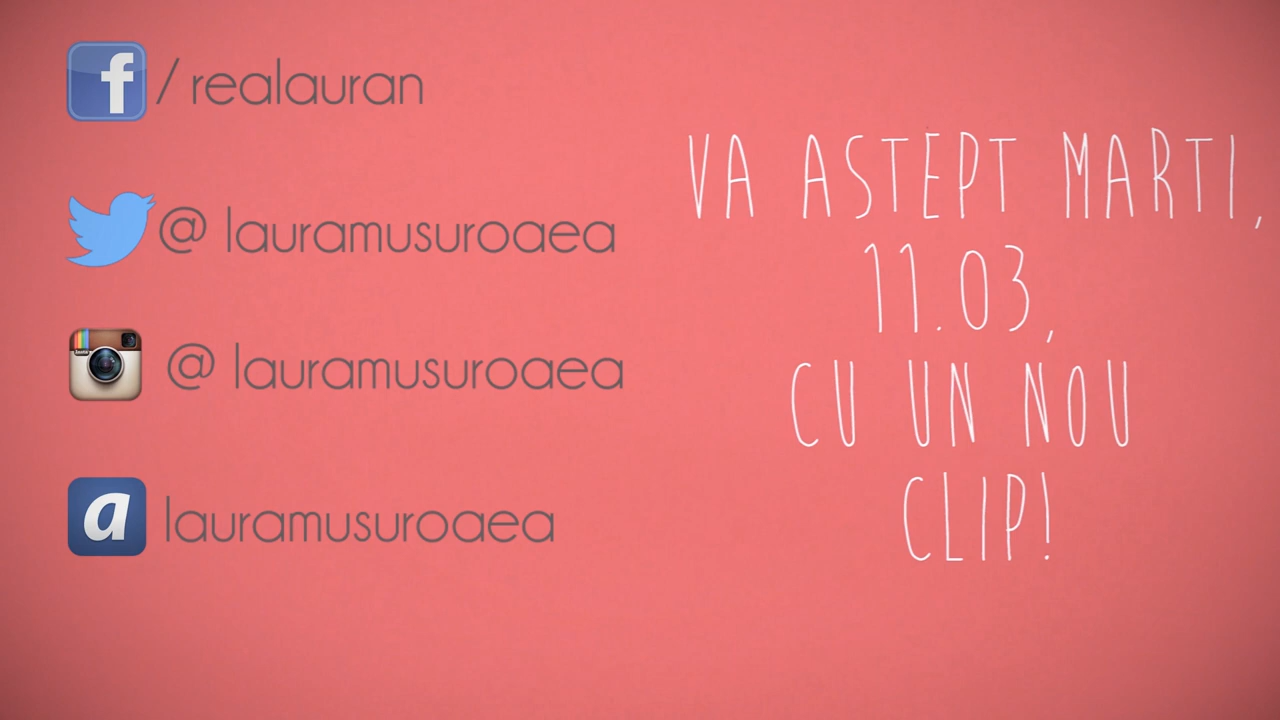 f / realauran
@ lauramusuroaea
@ lauramusuroaea
a lauramusuroaea
VA ASTEPT MARTI,
11.03,
CU UN NOU
CLIP!